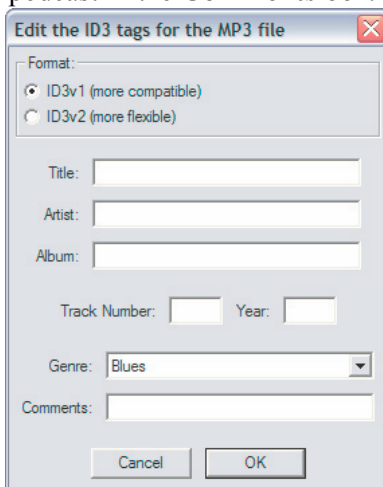 Edit the ID3 tags for the MP3 file
Format:
ID3v1 (more compatible)
ID3v2 (more flexible)
Title:
Artist:
Album:
Track Number: Year:
Genre: Blues
Comments:
Cancel OK